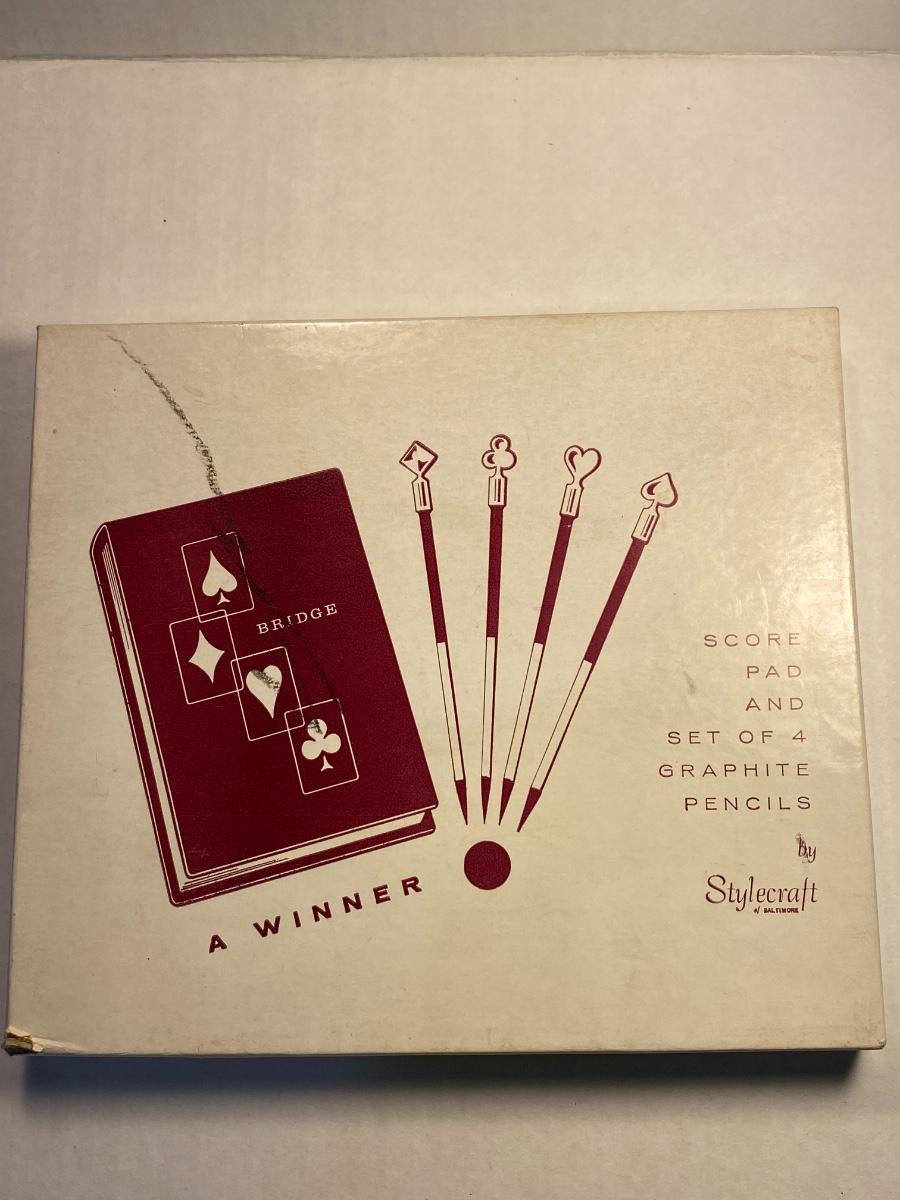 BRIDGE
A WINNER
SCORE
PAD
AND
SET OF 4
GRAPHITE
PENCILS
by
Stylecraft
of BALTIMORE